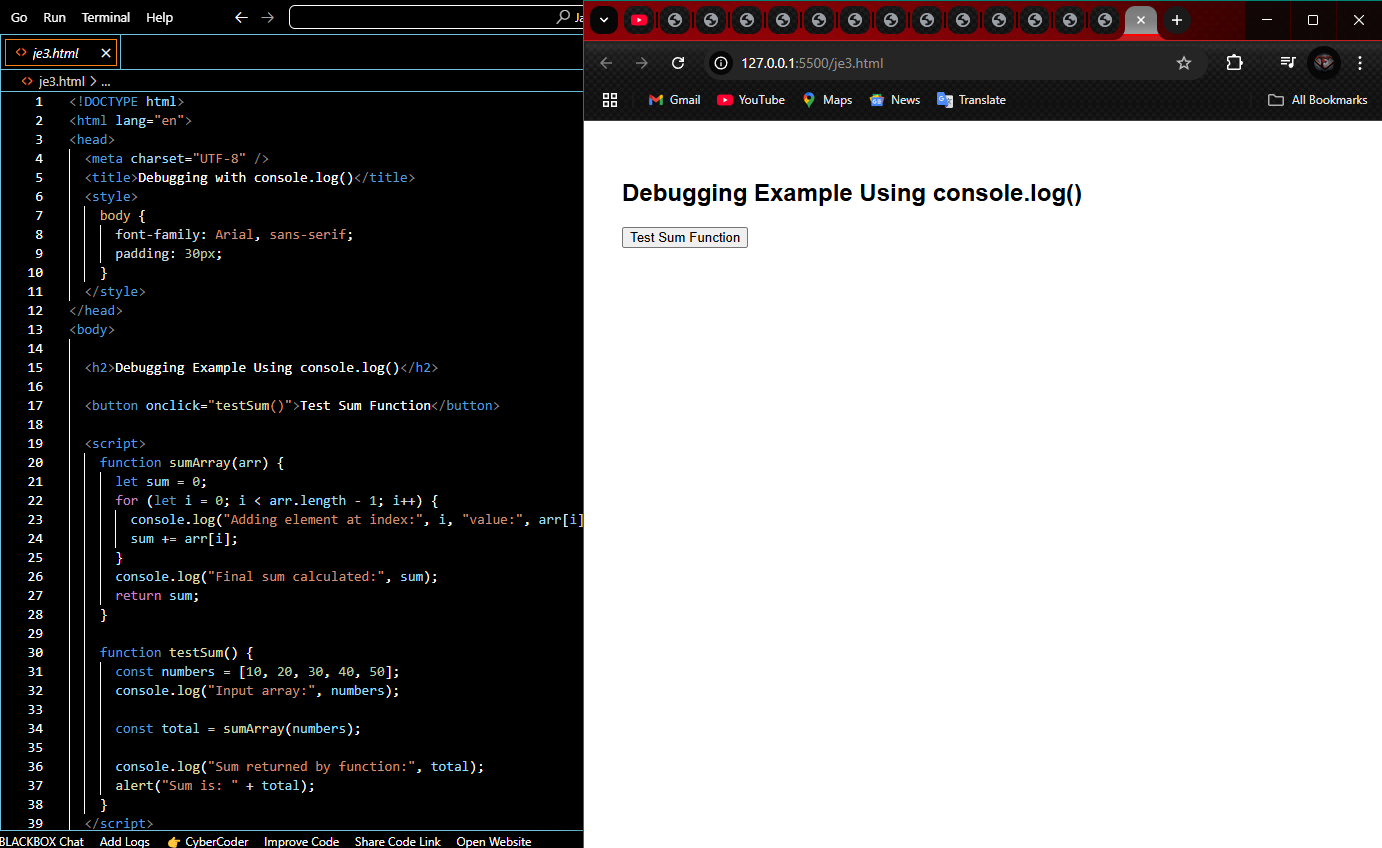 Go Run Terminal Help Ja
je3.html
je3.html > ...
1 <!DOCTYPE html>
2 <html lang="en">
3 <head>
4 <meta charset="UTF-8" />
5 <title>Debugging with console.log()</title>
6 <style>
7 body {
8 font-family: Arial, sans-serif;
9 padding: 30px;
10 }
11 </style>
12 </head>
13 <body>
14
15 <h2>Debugging Example Using console.log()</h2>
16
17 <button onclick="testSum()">Test Sum Function</button>
18
19 <script>
20 function sumArray(arr) {
21 let sum = 0;
22 for (let i = 0; i < arr.length - 1; i++) {
23 console.log("Adding element at index:", i, "value:", arr[i]
24 sum += arr[i];
25 }
26 console.log("Final sum calculated:", sum);
27 return sum;
28 }
29
30 function testSum() {
31 const numbers = [10, 20, 30, 40, 50];
32 console.log("Input array:", numbers);
33
34 const total = sumArray(numbers);
35
36 console.log("Sum returned by function:", total);
37 alert("Sum is: " + total);
38 }
39 </script>
BLACKBOX Chat Add Logs 👉 CyberCoder Improve Code Share Code Link Open Website
127.0.0.1:5500/je3.html
Gmail YouTube Maps News Translate All Bookmarks
Debugging Example Using console.log()
Test Sum Function